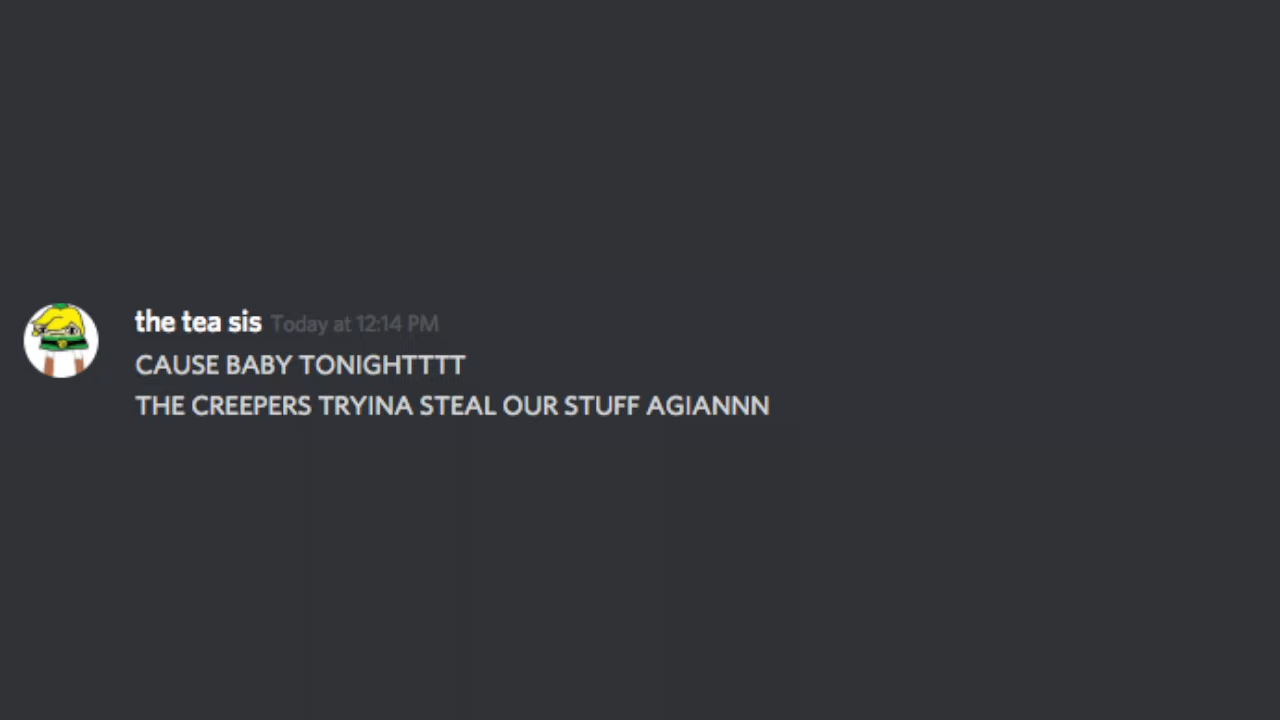 the tea sis Today at 12:14 PM
CAUSE BABY TONIGHTTTT
THE CREEPERS TRYINA STEAL OUR STUFF AGIANNN